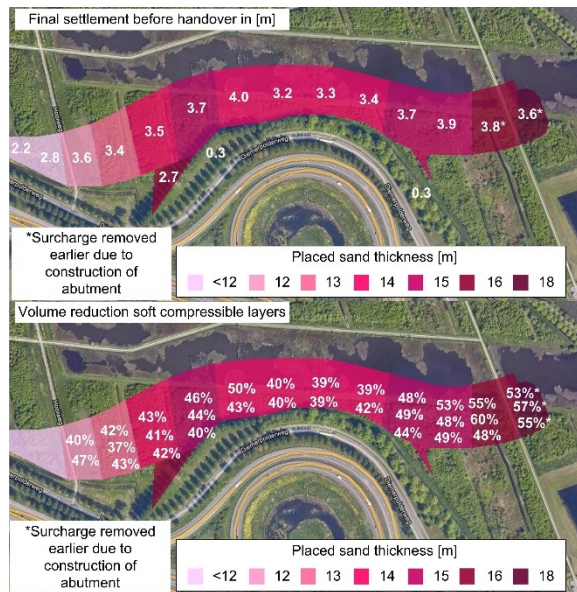 Final settlement before handover in [m]
2.2 2.8 3.6 3.4 3.5 3.7 4.0 3.2 3.3 3.4 3.7 3.9 3.8* 3.6*
2.7 0.3 0.3
Diemerpolderweg
*Surcharge removed
earlier due to
construction of
abutment
Placed sand thickness [m]
<12 12 13 14 15 16 18
Volume reduction soft compressible layers
40% 42% 43% 46% 50% 40% 39% 39% 48% 53% 55% 53%*
47% 37% 41% 44% 43% 40% 39% 42% 49% 48% 60% 57%*
43% 42% 40% 44% 49% 48% 55%*
Diemerpolderweg
*Surcharge removed
earlier due to
construction of
abutment
Placed sand thickness [m]
<12 12 13 14 15 16 18